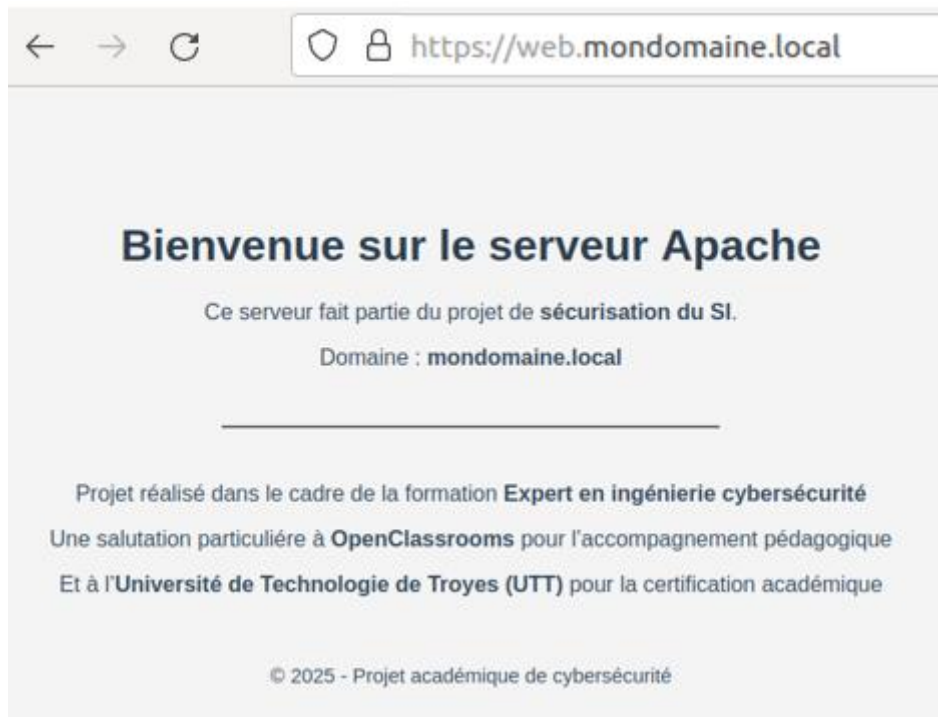 https://web.mondomaine.local
Bienvenue sur le serveur Apache
Ce serveur fait partie du projet de sécurisation du SI.
Domaine : mondomaine.local
Projet réalisé dans le cadre de la formation Expert en ingénierie cybersécurité
Une salutation particuliére à OpenClassrooms pour l'accompagnement pédagogique
Et à l'Université de Technologie de Troyes (UTT) pour la certification académique
© 2025 - Projet académique de cybersécurité